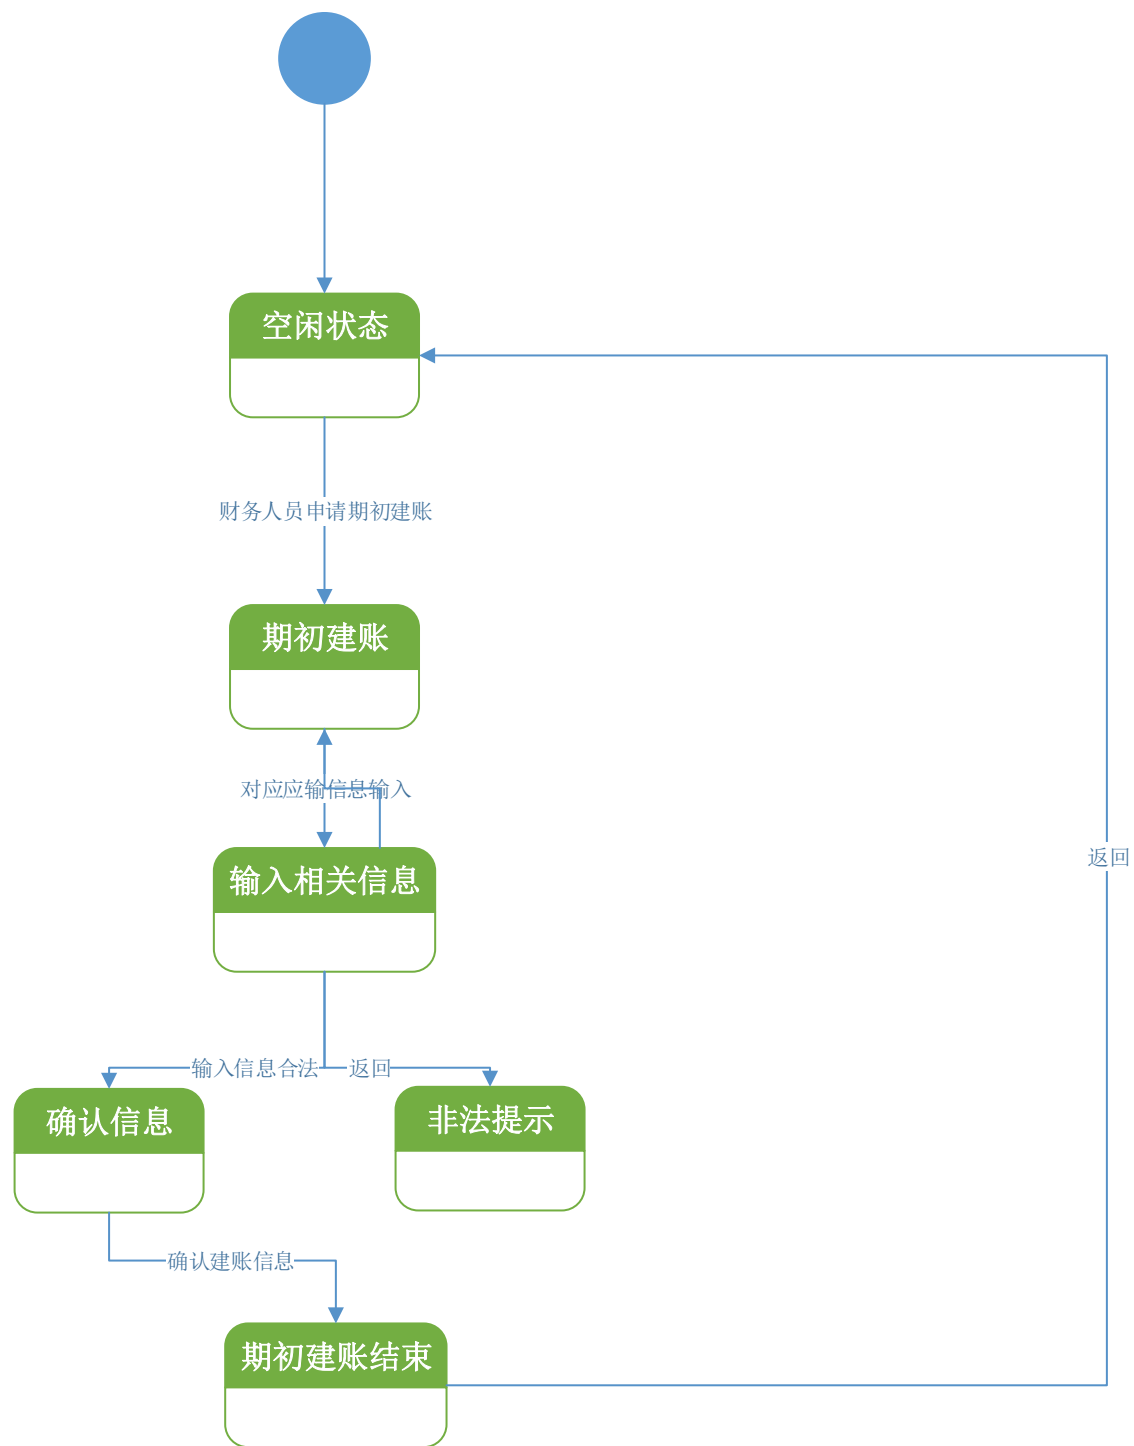 空闲状态
财务人员申请期初建账
期初建账
对应应输信息输入
输入相关信息
返回
输入信息合法
返回
确认信息
非法提示
确认建账信息
期初建账结束